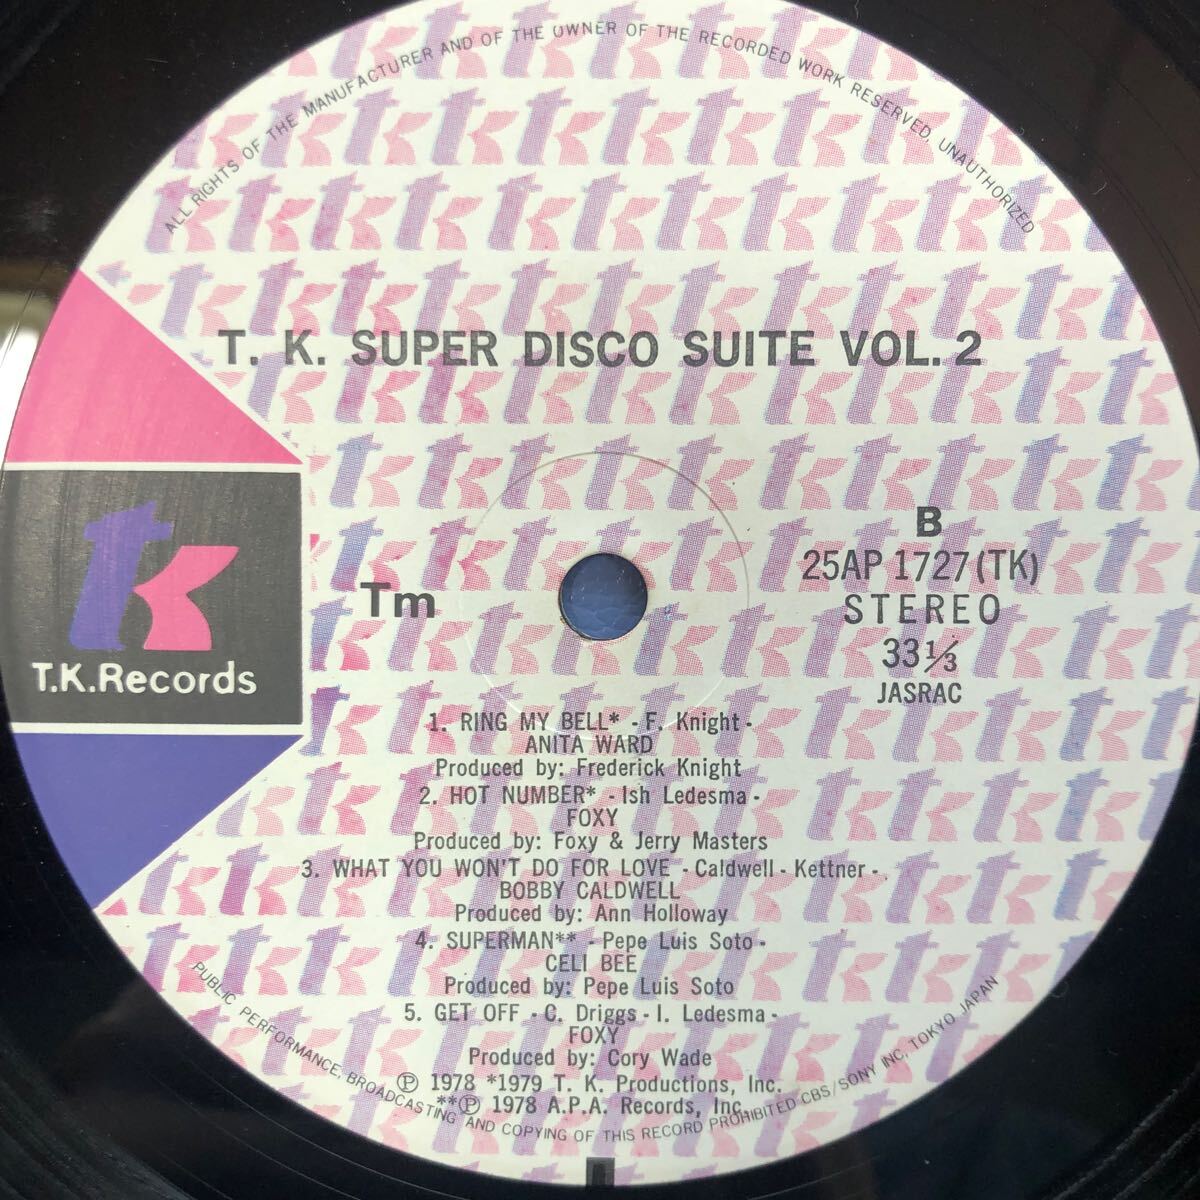 ALL RIGHTS OF THE MANUFACTURER AND OF THE OWNER OF THE RECORDED WORK RESERVED, UNAUTHORIZED
T. K. SUPER DISCO SUITE VOL. 2
tk
T.K.Records
Tm
B
25AP 1727(TK)
STEREO
33⅓
JASRAC
1. RING MY BELL* - F. Knight -
ANITA WARD
Produced by: Frederick Knight
2. HOT NUMBER* - Ish Ledesma -
FOXY
Produced by: Foxy & Jerry Masters
3. WHAT YOU WON'T DO FOR LOVE - Caldwell - Kettner -
BOBBY CALDWELL
Produced by: Ann Holloway
4. SUPERMAN** - Pepe Luis Soto -
CELI BEE
Produced by: Pepe Luis Soto
5. GET OFF - C. Driggs - I. Ledesma -
FOXY
Produced by: Cory Wade
℗ 1978 *1979 T. K. Productions, Inc.
**℗ 1978 A.P.A. Records, Inc.
PUBLIC PERFORMANCE, BROADCASTING AND COPYING OF THIS RECORD PROHIBITED CBS/SONY INC. TOKYO JAPAN